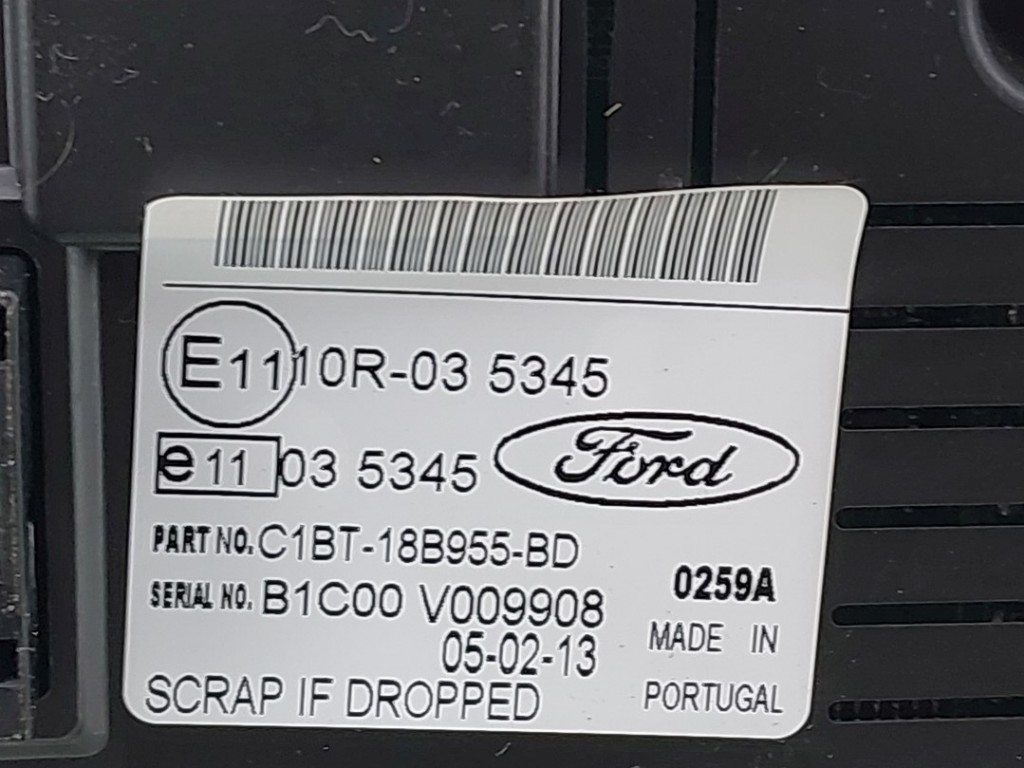 E11 10R-03 5345
e11 03 5345 Ford
PART NO. C1BT-18B955-BD
SERIAL NO. B1C00 V009908
0259A
05-02-13
MADE IN
PORTUGAL
SCRAP IF DROPPED